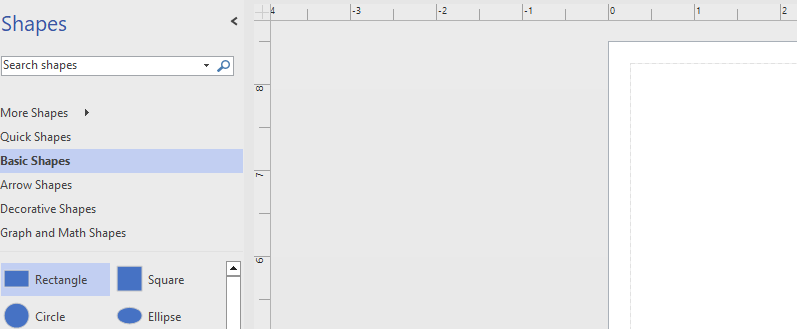 Shapes <
Search shapes
More Shapes
Quick Shapes
Basic Shapes
Arrow Shapes
Decorative Shapes
Graph and Math Shapes
Rectangle Square
Circle Ellipse
4 -3 -2 -1 0 1 2
8
7
6